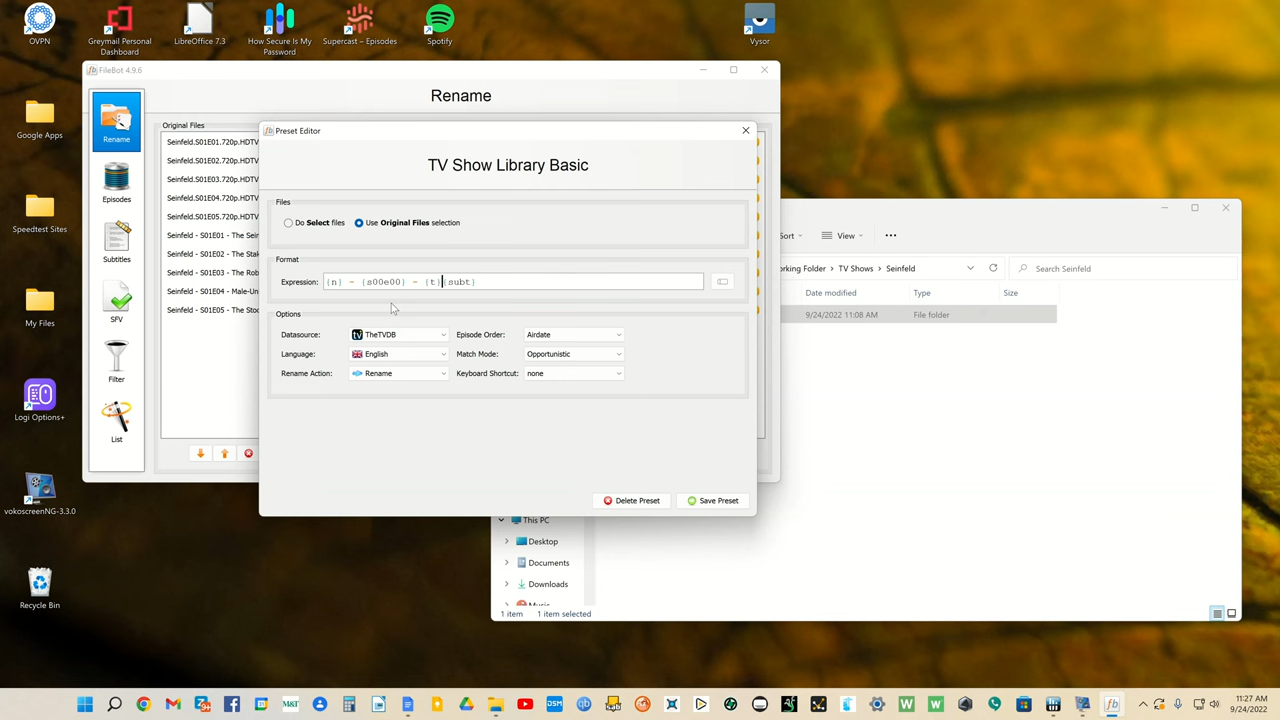 OVPN
Greymail Personal
Dashboard
LibreOffice 7.3
How Secure Is My
Password
Supercast – Episodes
Spotify
Vysor
Google Apps
Speedtest Sites
My Files
Logi Options+
vokoscreenNG-3.3.0
Recycle Bin
FileBot 4.9.6
Rename
Rename
Episodes
Subtitles
SFV
Filter
List
Original Files
Seinfeld.S01E01.720p.HDTV
Seinfeld.S01E02.720p.HDTV
Seinfeld.S01E03.720p.HDTV
Seinfeld.S01E04.720p.HDTV
Seinfeld.S01E05.720p.HDTV
Seinfeld - S01E01 - The Sein
Seinfeld - S01E02 - The Stak
Seinfeld - S01E03 - The Rob
Seinfeld - S01E04 - Male-Un
Seinfeld - S01E05 - The Stoc
Preset Editor
TV Show Library Basic
Files
Do Select files
Use Original Files selection
Format
Expression: {n} - {s00e00} - {t}{subt}
Options
Datasource: TheTVDB Episode Order: Airdate
Language: English Match Mode: Opportunistic
Rename Action: Rename Keyboard Shortcut: none
Delete Preset Save Preset
Sort View
orking Folder > TV Shows > Seinfeld
Search Seinfeld
Date modified Type Size
9/24/2022 11:08 AM File folder
This PC
Desktop
Documents
Downloads
Music
1 item 1 item selected
M&T
DSM
qb
11:27 AM
9/24/2022